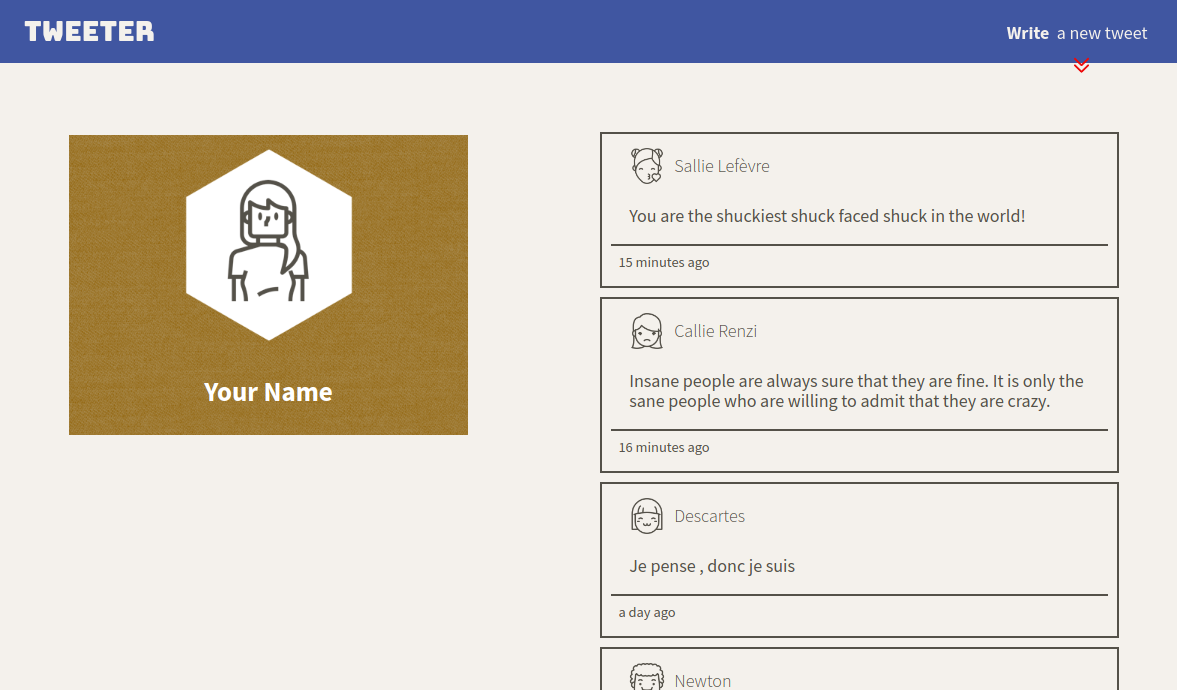 TWEETER
Write a new tweet
Your Name
Sallie Lefèvre
You are the shuckiest shuck faced shuck in the world!
15 minutes ago
Callie Renzi
Insane people are always sure that they are fine. It is only the
sane people who are willing to admit that they are crazy.
16 minutes ago
Descartes
Je pense , donc je suis
a day ago
Newton